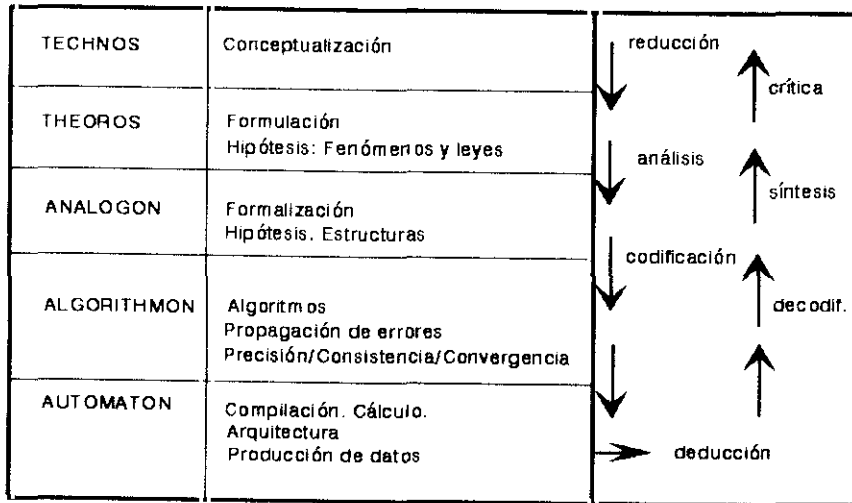 TECHNOS
Conceptualización
reducción
crítica
THEOROS
Formulación
Hipótesis: Fenómenos y leyes
análisis
síntesis
ANALOGON
Formalización
Hipótesis. Estructuras
codificación
decodif.
ALGORITHMON
Algoritmos
Propagación de errores
Precisión/Consistencia/Convergencia
AUTOMATON
Compilación. Cálculo.
Arquitectura
Producción de datos
deducción